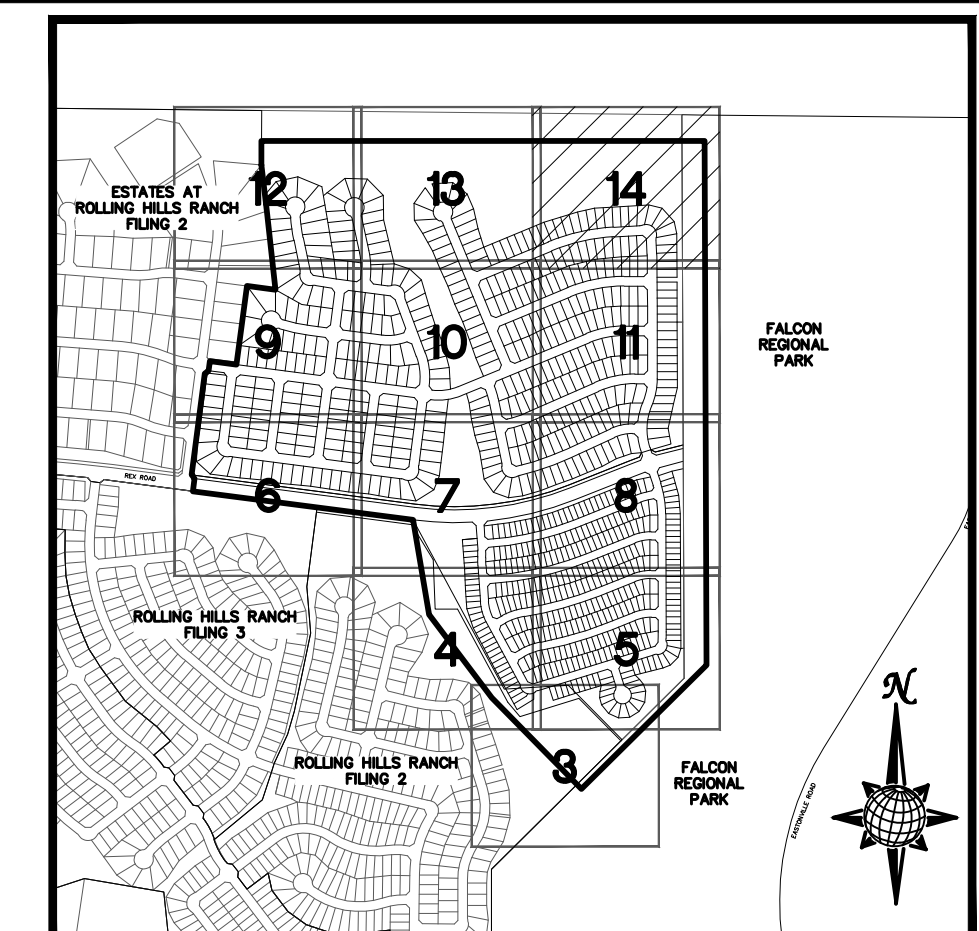 12
13
14
ESTATES AT
ROLLING HILLS RANCH
FILING 2
9
10
11
FALCON
REGIONAL
PARK
REX ROAD
6
7
8
ROLLING HILLS RANCH
FILING 3
4
5
N
3
ROLLING HILLS RANCH
FILING 2
FALCON
REGIONAL
PARK
EASTONVILLE ROAD